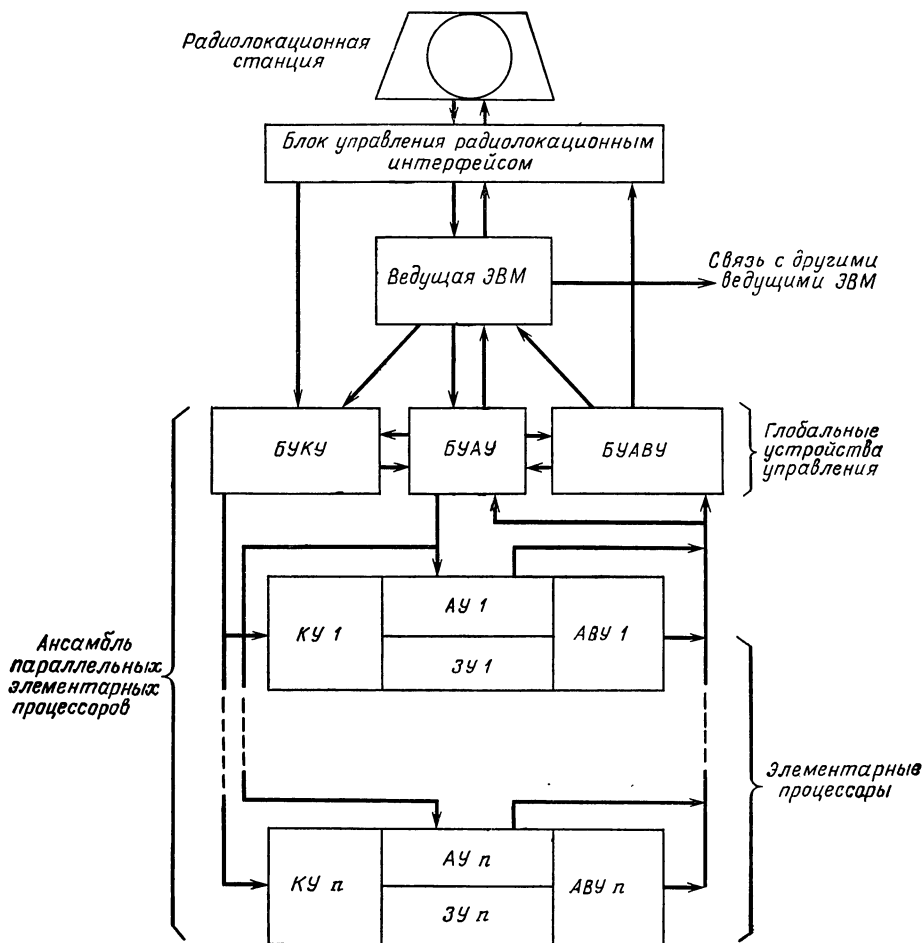 Радиолокационная
станция
Блок управления радиолокационным
интерфейсом
Ведущая ЭВМ
Связь с другими
ведущими ЭВМ
БУКУ
БУАУ
БУАВУ
Глобальные
устройства
управления
КУ 1
АУ 1
ЗУ 1
АВУ 1
Ансамбль
параллельных
элементарных
процессоров
Элементарные
процессоры
КУ n
АУ n
ЗУ n
АВУ n